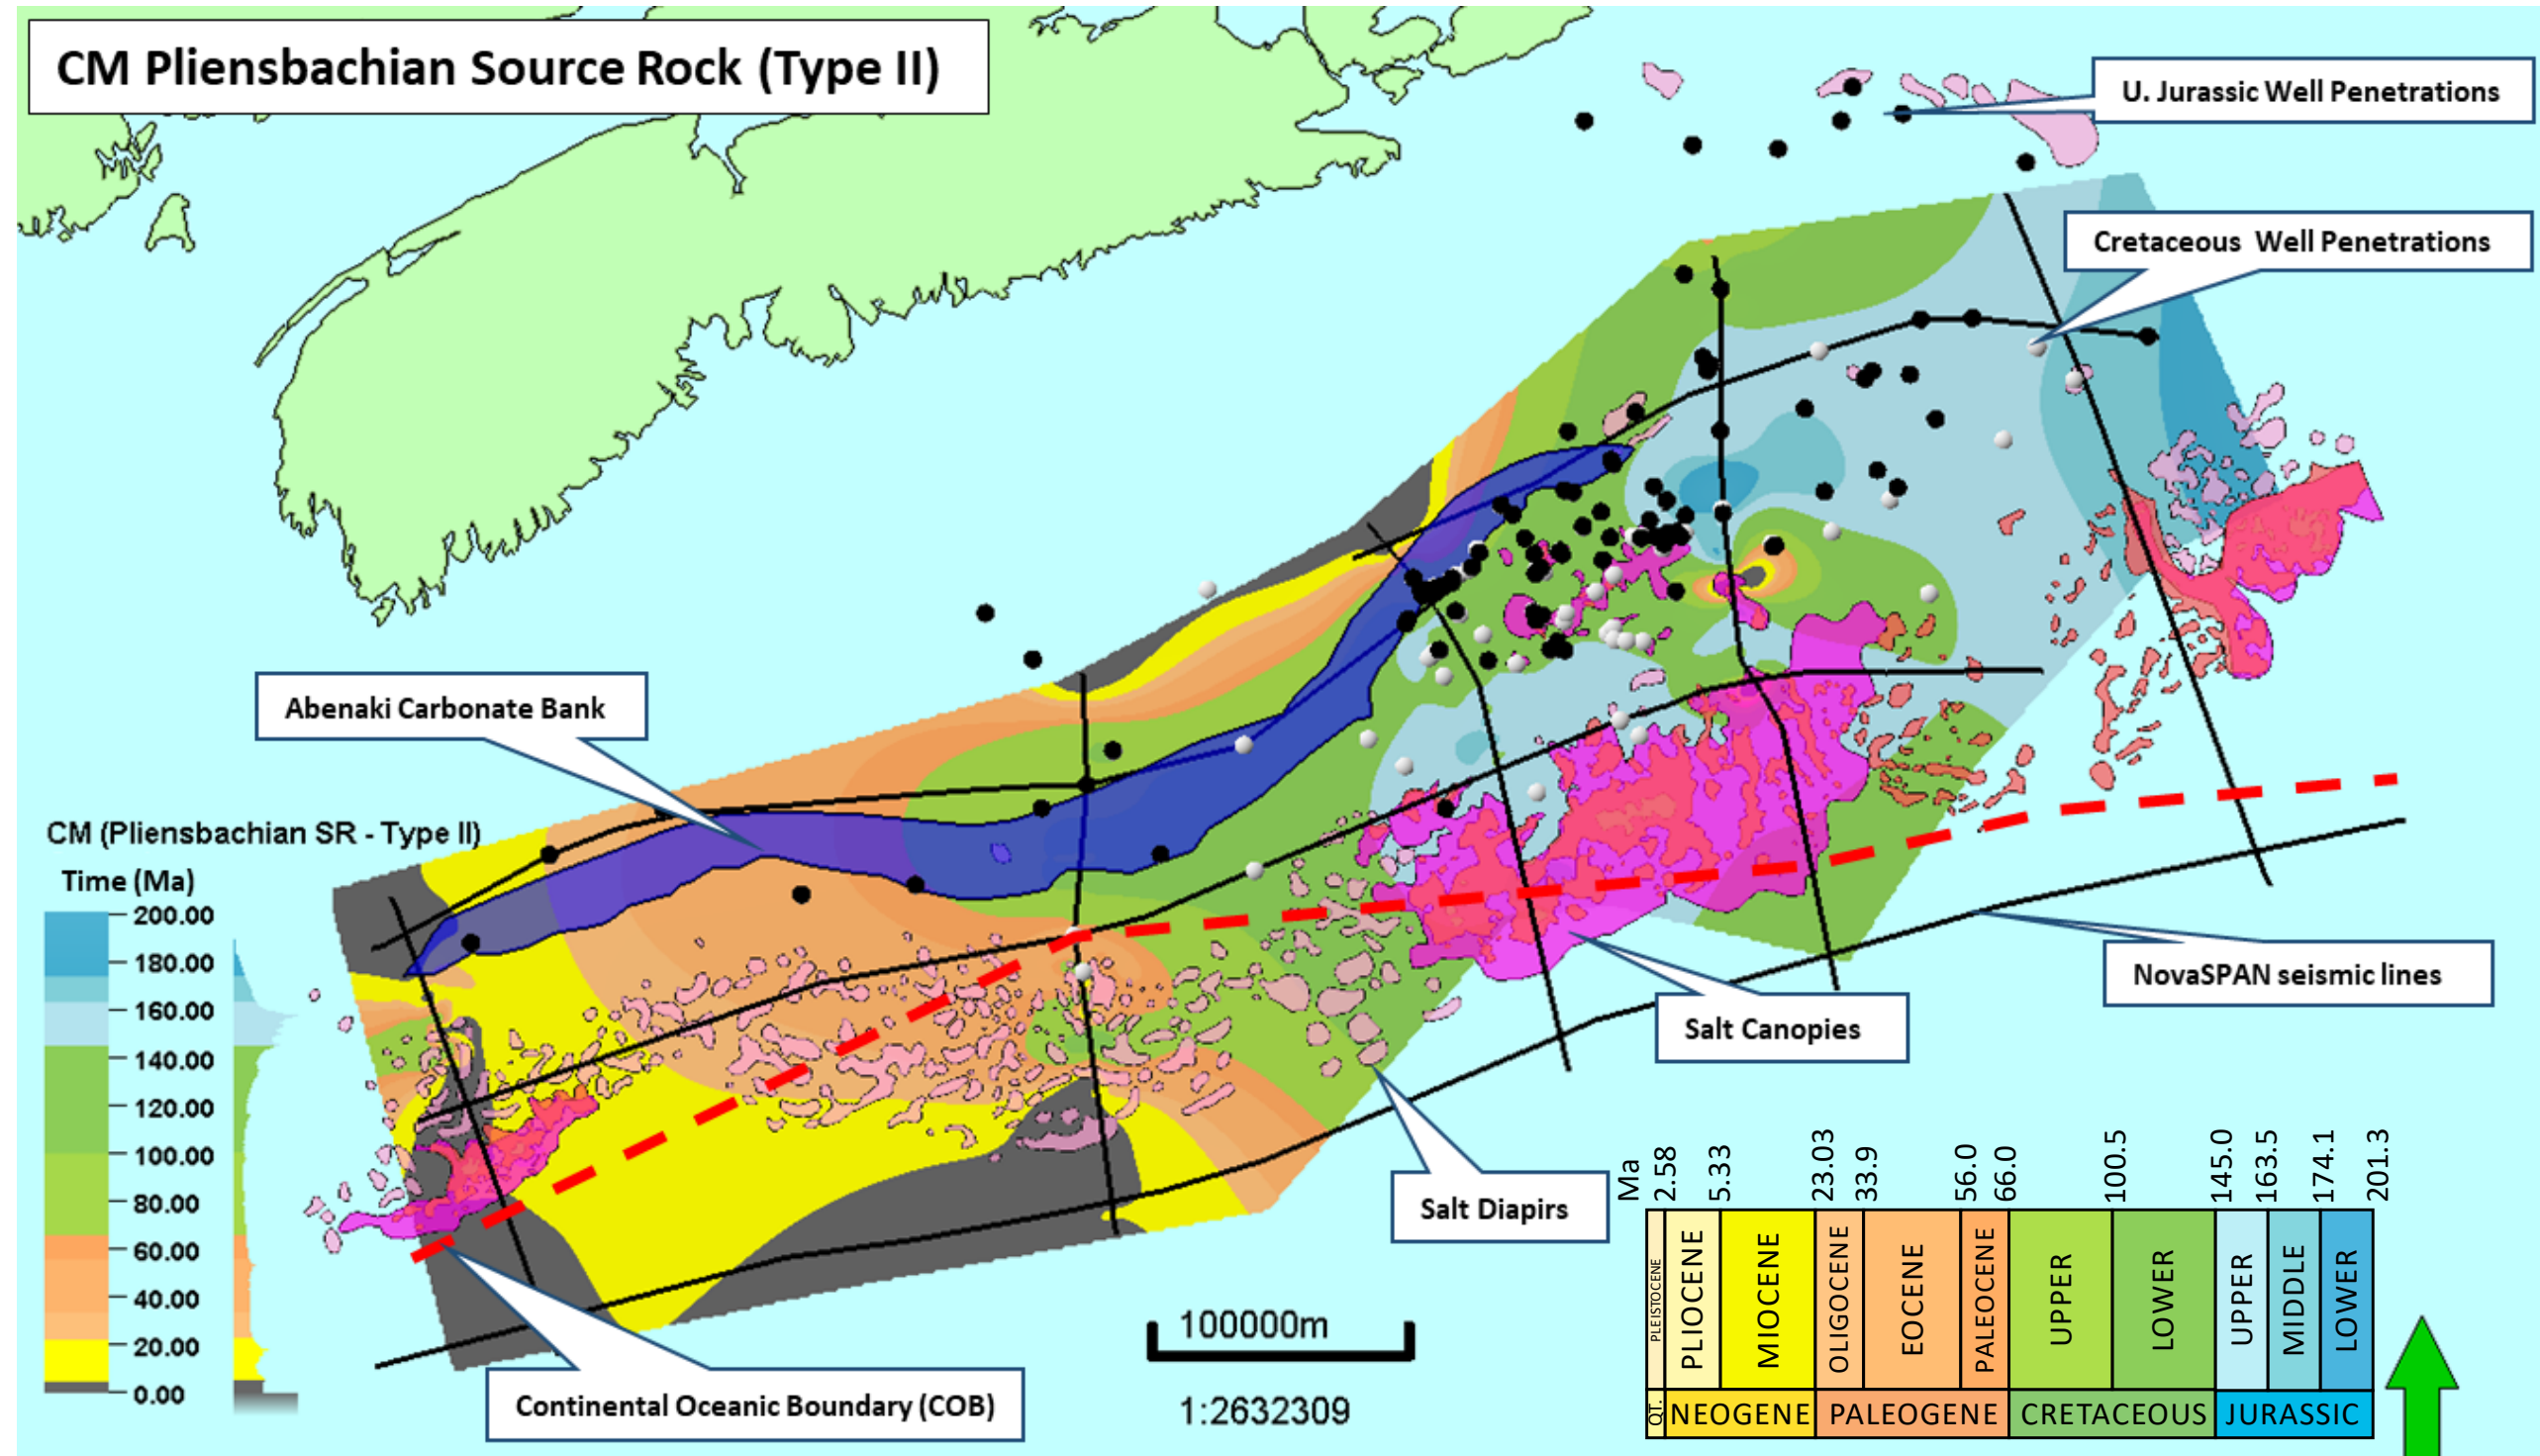 CM Pliensbachian Source Rock (Type II)
U. Jurassic Well Penetrations
Cretaceous Well Penetrations
Abenaki Carbonate Bank
CM (Pliensbachian SR - Type II)
Time (Ma)
200.00
180.00
160.00
140.00
120.00
100.00
80.00
60.00
40.00
20.00
0.00
NovaSPAN seismic lines
Salt Canopies
Salt Diapirs
Continental Oceanic Boundary (COB)
100000m
1:2632309
Ma
2.58
5.33
23.03
33.9
56.0
66.0
100.5
145.0
163.5
174.1
201.3
PLEISTOCENE
PLIOCENE
MIOCENE
OLIGOCENE
EOCENE
PALEOCENE
UPPER
LOWER
UPPER
MIDDLE
LOWER
QT.
NEOGENE
PALEOGENE
CRETACEOUS
JURASSIC